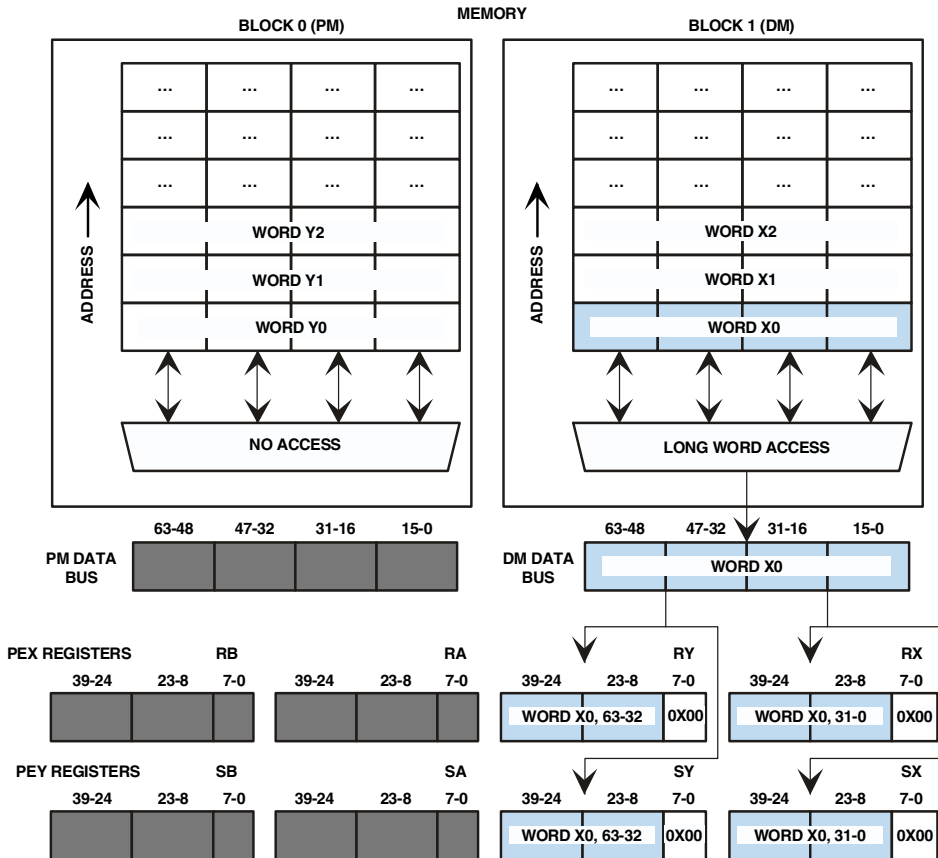 MEMORY
BLOCK 0 (PM) BLOCK 1 (DM)
... ... ... ... ... ... ... ...
... ... ... ... ... ... ... ...
... ... ... ... ... ... ... ...
ADDRESS ADDRESS
WORD Y2 WORD X2
WORD Y1 WORD X1
WORD Y0 WORD X0
NO ACCESS LONG WORD ACCESS
63-48 47-32 31-16 15-0 63-48 47-32 31-16 15-0
PM DATA BUS DM DATA BUS WORD X0
PEX REGISTERS RB RA RY RX
39-24 23-8 7-0 39-24 23-8 7-0 39-24 23-8 7-0 39-24 23-8 7-0
WORD X0, 63-32 0X00 WORD X0, 31-0 0X00
PEY REGISTERS SB SA SY SX
39-24 23-8 7-0 39-24 23-8 7-0 39-24 23-8 7-0 39-24 23-8 7-0
WORD X0, 63-32 0X00 WORD X0, 31-0 0X00